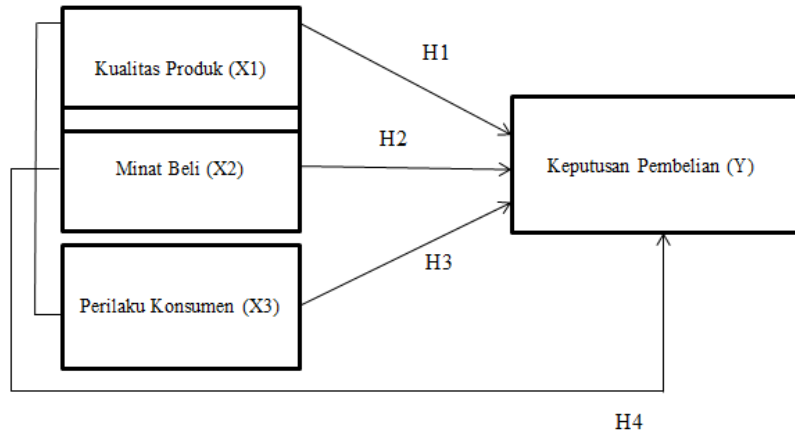 Kualitas Produk (X1)
H1
H2
Minat Beli (X2)
Keputusan Pembelian (Y)
H3
Perilaku Konsumen (X3)
H4